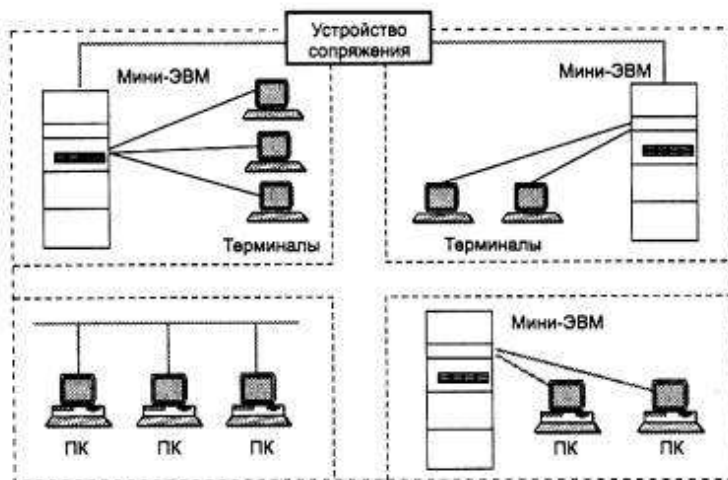 Устройство
сопряжения
Мини-ЭВМ
Мини-ЭВМ
Терминалы
Терминалы
Мини-ЭВМ
ПК
ПК
ПК
ПК
ПК